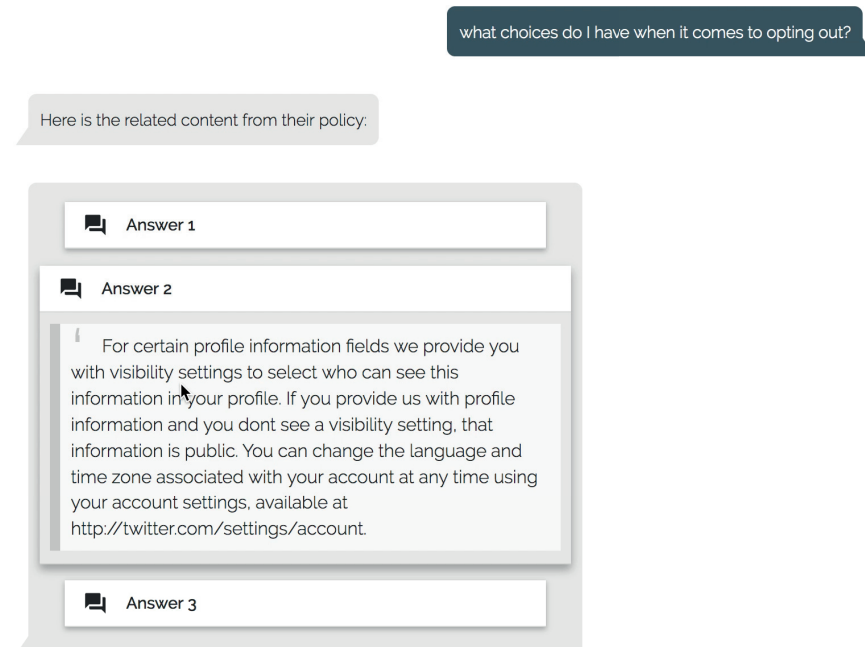 what choices do I have when it comes to opting out?
Here is the related content from their policy:
Answer 1
Answer 2
For certain profile information fields we provide you
with visibility settings to select who can see this
information in your profile. If you provide us with profile
information and you dont see a visibility setting, that
information is public. You can change the language and
time zone associated with your account at any time using
your account settings, available at
http://twitter.com/settings/account.
Answer 3